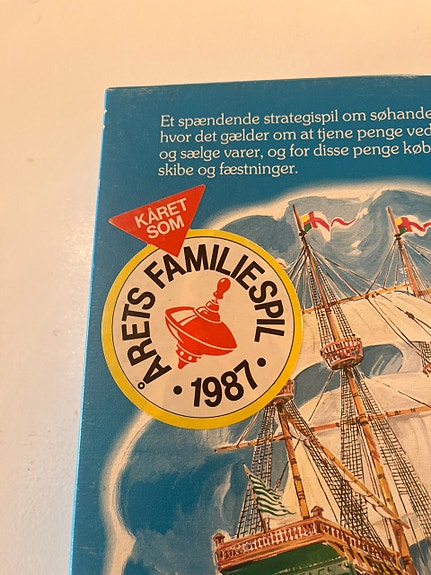 Et spændende strategispil om søhande
hvor det gælder om at tjene penge ved
og sælge varer, og for disse penge køb
skibe og fæstninger.
KÅRET
SOM
ÅRETS FAMILIESPIL
• 1987 •